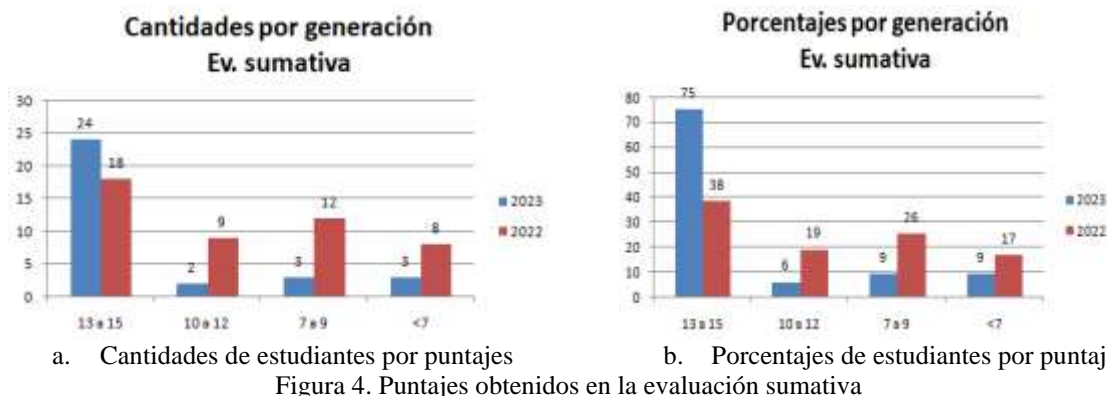 Cantidades por generación
Ev. sumativa
30
25
20
15
10
5
0
24
18
2
9
3
12
3
8
13 a 15
10 a 12
7 a 9
<7
2023
2022
a. Cantidades de estudiantes por puntajes
Porcentajes por generación
Ev. sumativa
80
70
60
50
40
30
20
10
0
75
38
6
19
9
26
9
17
13 a 15
10 a 12
7 a 9
<7
2023
2022
b. Porcentajes de estudiantes por puntaj
Figura 4. Puntajes obtenidos en la evaluación sumativa